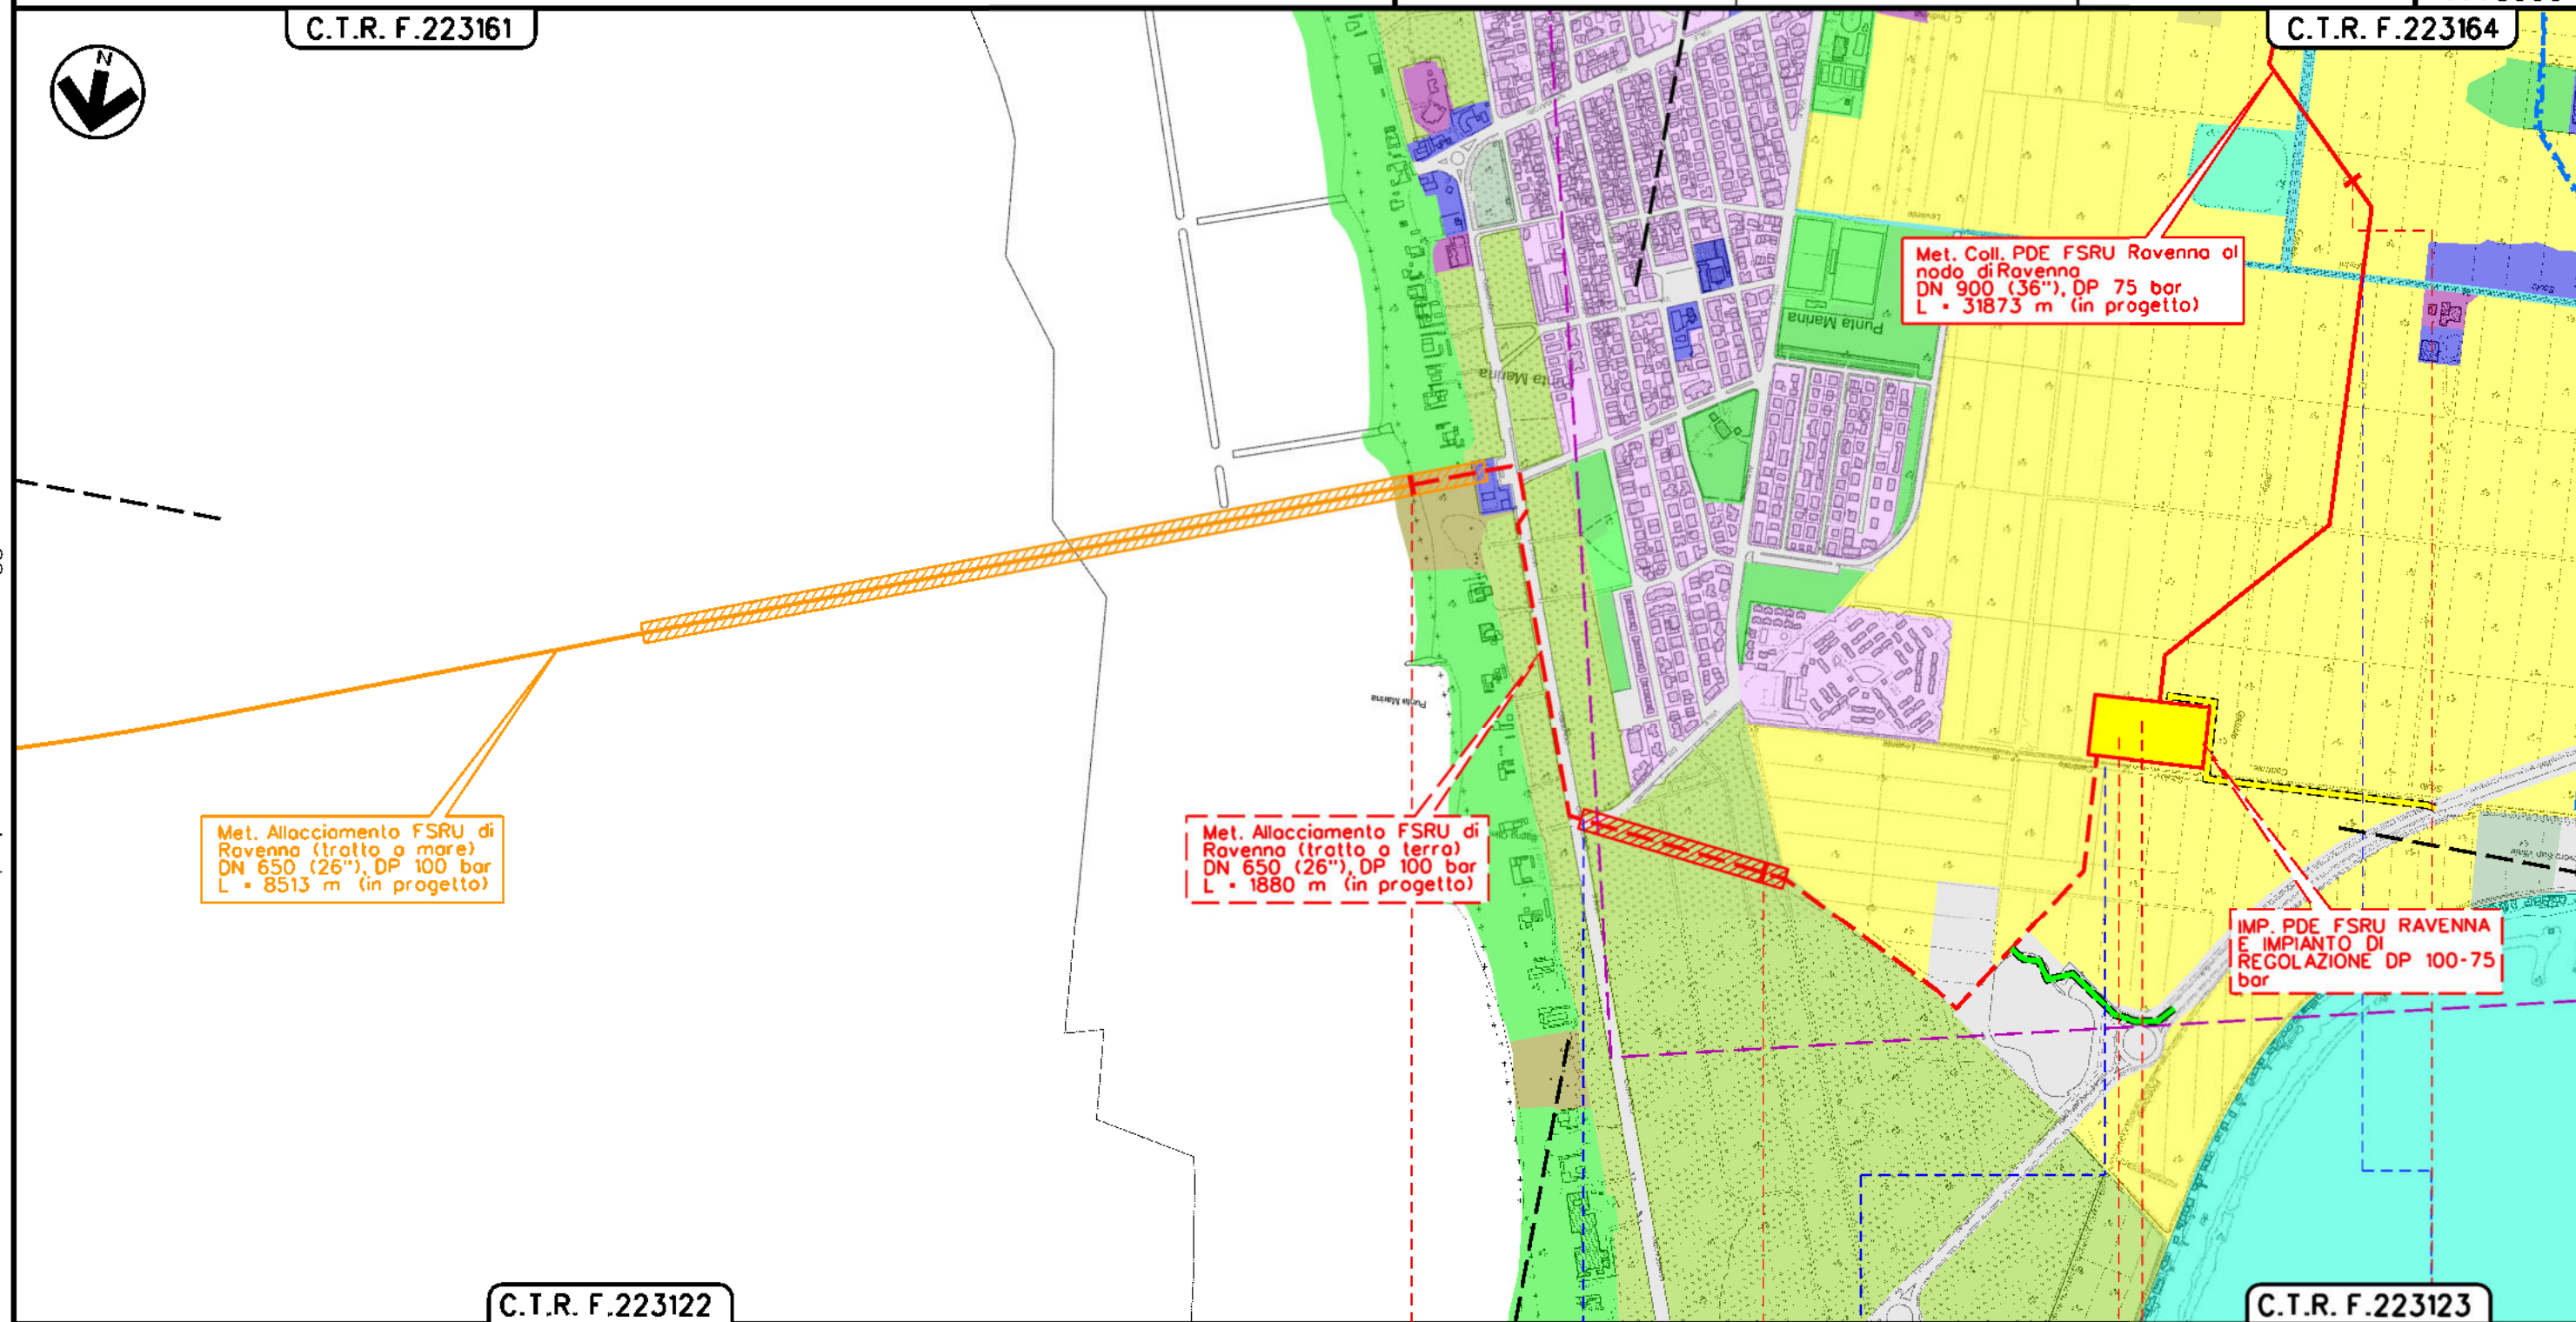 C.T.R. F.223161
C.T.R. F.223164
N
Met. Coll. PDE FSRU Ravenna al
nodo di Ravenna
DN 900 (36"), DP 75 bar
L = 31873 m (in progetto)
Punta Marina
Punta Marina
Punta Marina
Met. Allacciamento FSRU di
Ravenna (tratto a mare)
DN 650 (26"), DP 100 bar
L = 8513 m (in progetto)
Met. Allacciamento FSRU di
Ravenna (tratto a terra)
DN 650 (26"), DP 100 bar
L = 1880 m (in progetto)
IMP. PDE FSRU RAVENNA
E IMPIANTO DI
REGOLAZIONE DP 100-75
bar
C.T.R. F.223122
C.T.R. F.223123